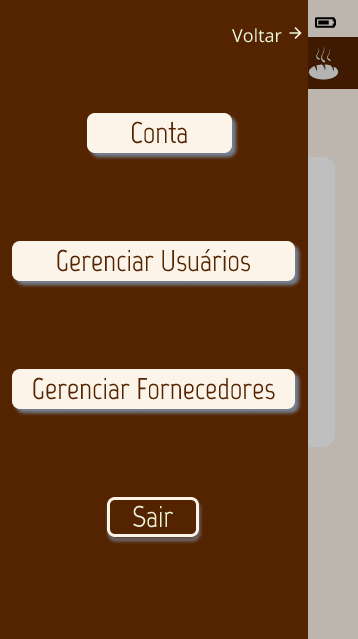 Voltar →
Conta
Gerenciar Usuários
Gerenciar Fornecedores
Sair